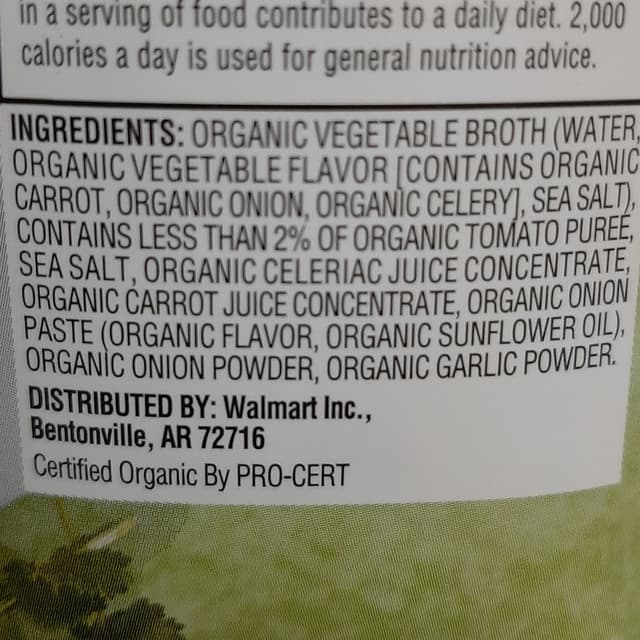 in a serving of food contributes to a daily diet. 2,000
calories a day is used for general nutrition advice.
INGREDIENTS: ORGANIC VEGETABLE BROTH (WATER,
ORGANIC VEGETABLE FLAVOR [CONTAINS ORGANIC
CARROT, ORGANIC ONION, ORGANIC CELERY], SEA SALT),
CONTAINS LESS THAN 2% OF ORGANIC TOMATO PUREE,
SEA SALT, ORGANIC CELERIAC JUICE CONCENTRATE,
ORGANIC CARROT JUICE CONCENTRATE, ORGANIC ONION
PASTE (ORGANIC FLAVOR, ORGANIC SUNFLOWER OIL),
ORGANIC ONION POWDER, ORGANIC GARLIC POWDER.
DISTRIBUTED BY: Walmart Inc.,
Bentonville, AR 72716
Certified Organic By PRO-CERT